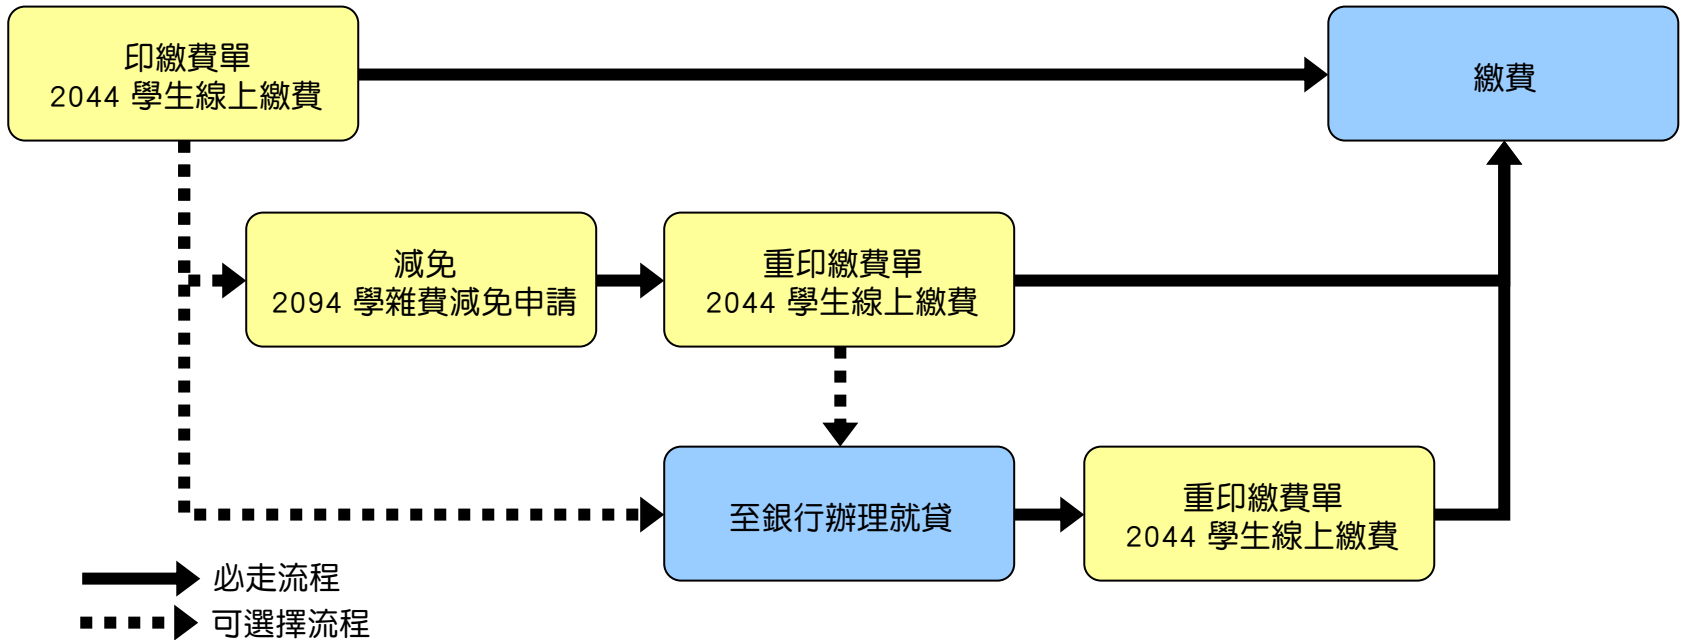 印繳費單
2044 學生線上繳費
繳費
減免
2094 學雜費減免申請
重印繳費單
2044 學生線上繳費
至銀行辦理就貸
重印繳費單
2044 學生線上繳費
必走流程
可選擇流程